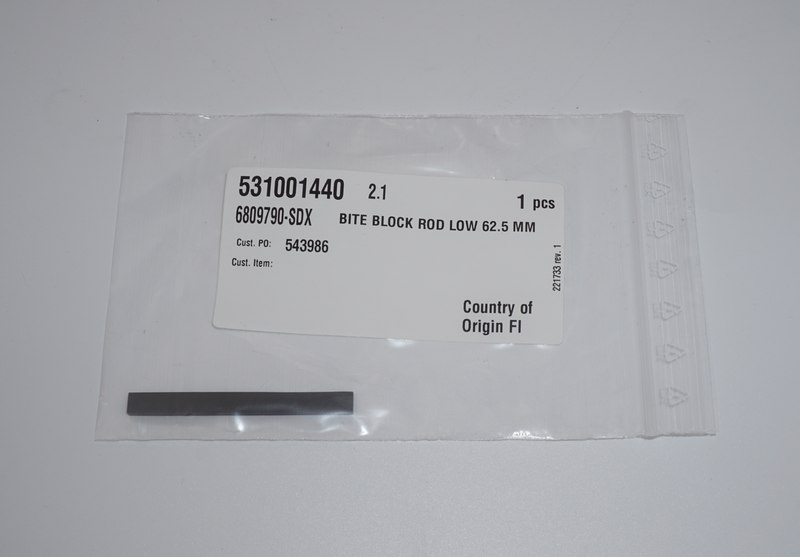 531001440 2.1 1 pcs
6809790-SDX BITE BLOCK ROD LOW 62.5 MM
Cust. PO: 543986
Cust. Item:
221733 rev. 1
Country of
Origin FI